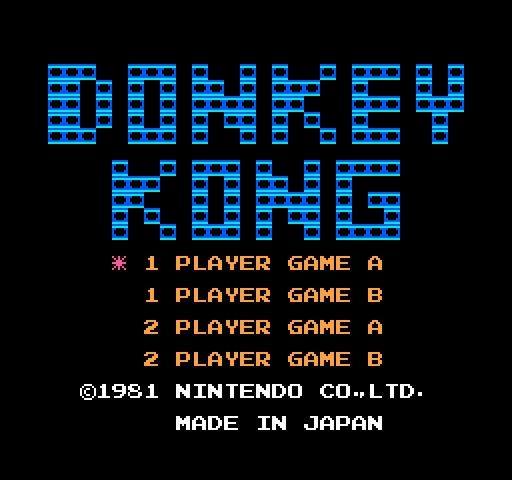 DONKEY
KONG
* 1 PLAYER GAME A
1 PLAYER GAME B
2 PLAYER GAME A
2 PLAYER GAME B
©1981 NINTENDO CO.,LTD.
MADE IN JAPAN